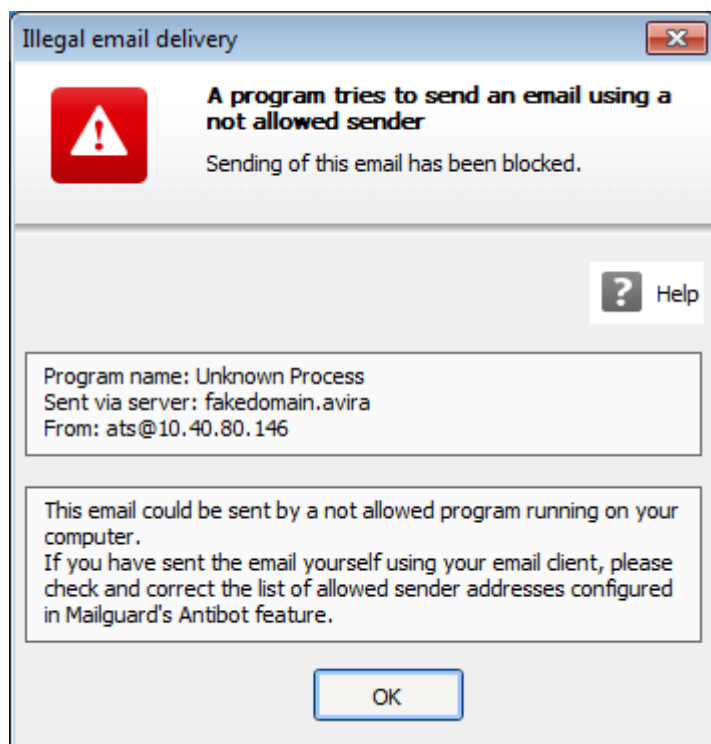 Illegal email delivery
A program tries to send an email using a
not allowed sender
Sending of this email has been blocked.
? Help
Program name: Unknown Process
Sent via server: fakedomain.avira
From: ats@10.40.80.146
This email could be sent by a not allowed program running on your
computer.
If you have sent the email yourself using your email client, please
check and correct the list of allowed sender addresses configured
in Mailguard's Antibot feature.
OK